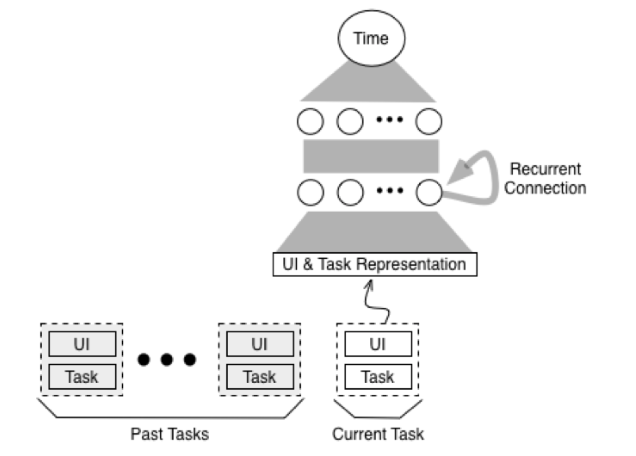 Time
Recurrent
Connection
UI & Task Representation
UI
UI
UI
Task
Task
Task
Past Tasks
Current Task